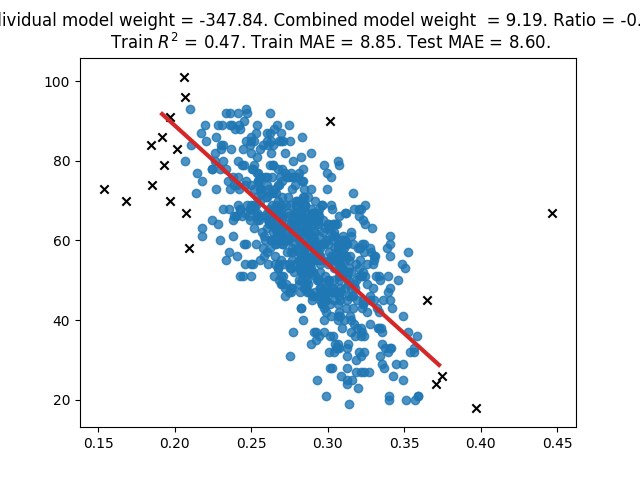 dividual model weight = -347.84. Combined model weight = 9.19. Ratio = -0.
Train R² = 0.47. Train MAE = 8.85. Test MAE = 8.60.
100
80
60
40
20
0.15 0.20 0.25 0.30 0.35 0.40 0.45